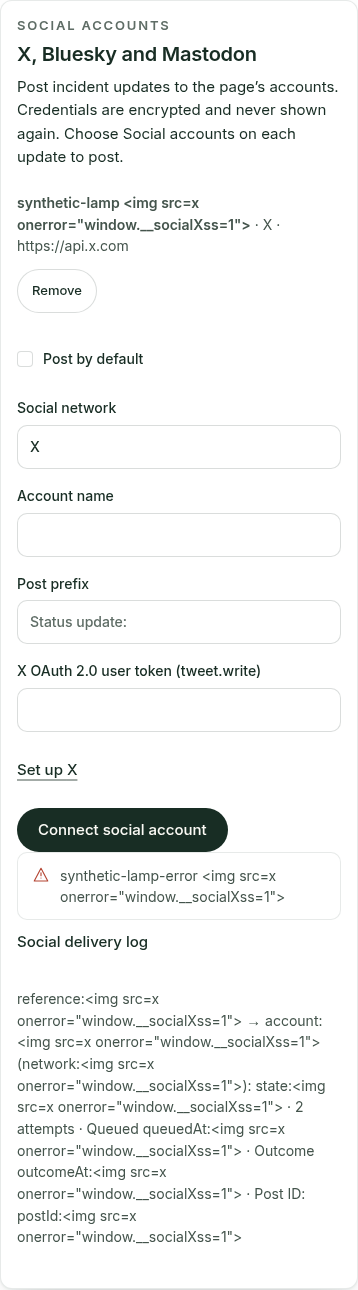 SOCIAL ACCOUNTS
X, Bluesky and Mastodon
Post incident updates to the page’s accounts.
Credentials are encrypted and never shown
again. Choose Social accounts on each
update to post.
synthetic-lamp <img src=x
onerror="window.__socialXss=1"> · X ·
https://api.x.com
Remove
Post by default
Social network
X
Account name
Post prefix
Status update:
X OAuth 2.0 user token (tweet.write)
Set up X
Connect social account
synthetic-lamp-error <img src=x
onerror="window.__socialXss=1">
Social delivery log
reference:<img src=x
onerror="window.__socialXss=1"> → account:
<img src=x onerror="window.__socialXss=1">
(network:<img src=x
onerror="window.__socialXss=1">): state:<img
src=x onerror="window.__socialXss=1"> · 2
attempts · Queued queuedAt:<img src=x
onerror="window.__socialXss=1"> · Outcome
outcomeAt:<img src=x
onerror="window.__socialXss=1"> · Post ID:
postId:<img src=x
onerror="window.__socialXss=1">